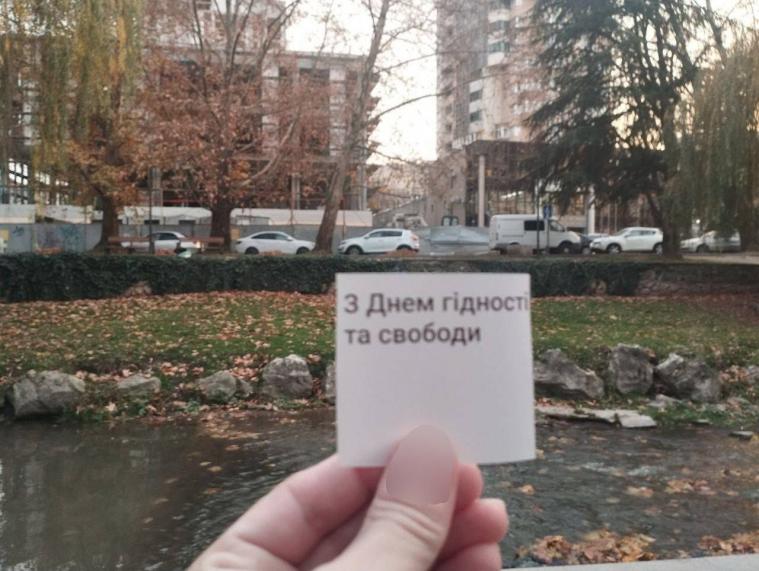 З Днем гідності
та свободи